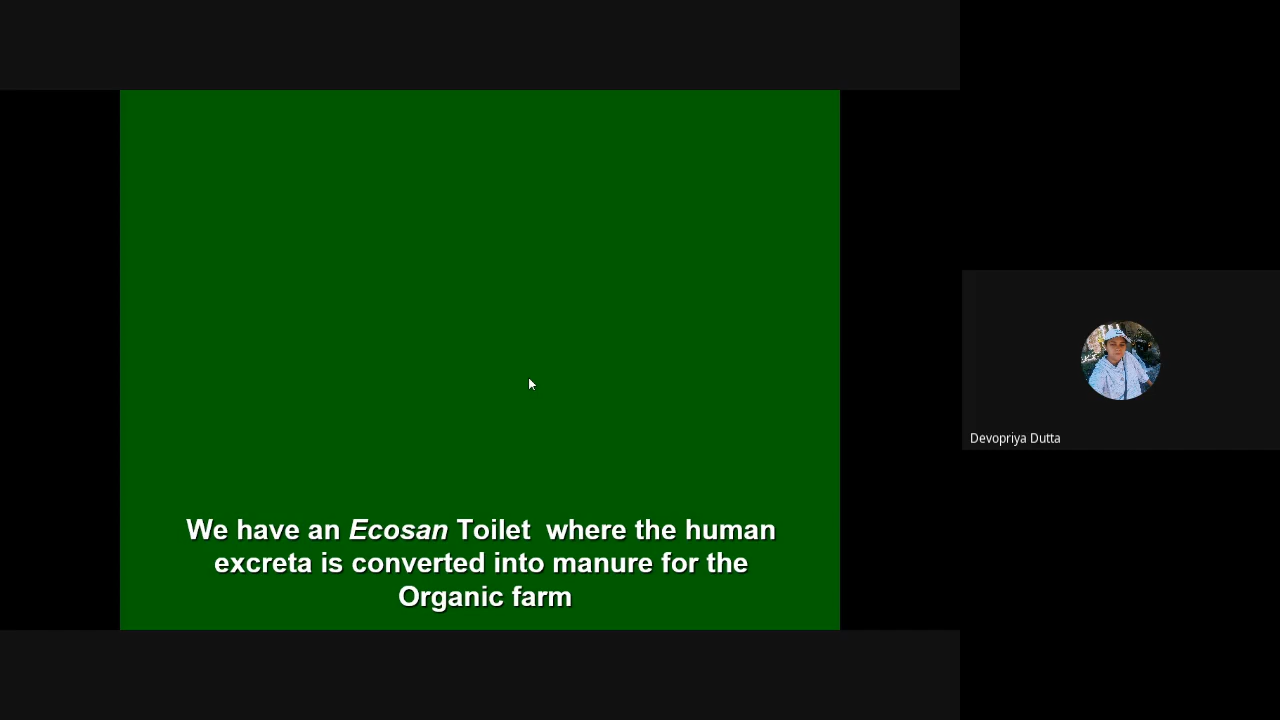 We have an Ecosan Toilet  where the human
excreta is converted into manure for the
Organic farm
Devopriya Dutta